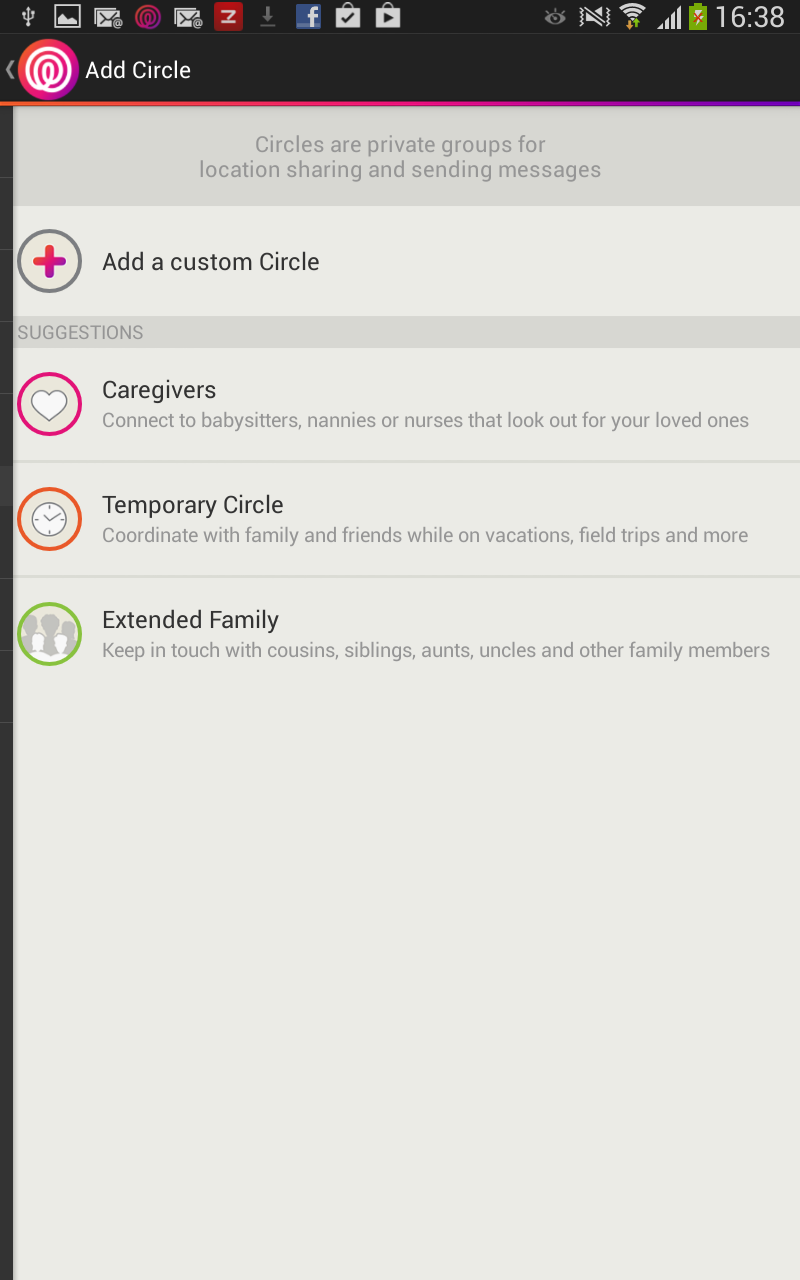 16:38
Add Circle
Circles are private groups for
location sharing and sending messages
Add a custom Circle
SUGGESTIONS
Caregivers
Connect to babysitters, nannies or nurses that look out for your loved ones
Temporary Circle
Coordinate with family and friends while on vacations, field trips and more
Extended Family
Keep in touch with cousins, siblings, aunts, uncles and other family members